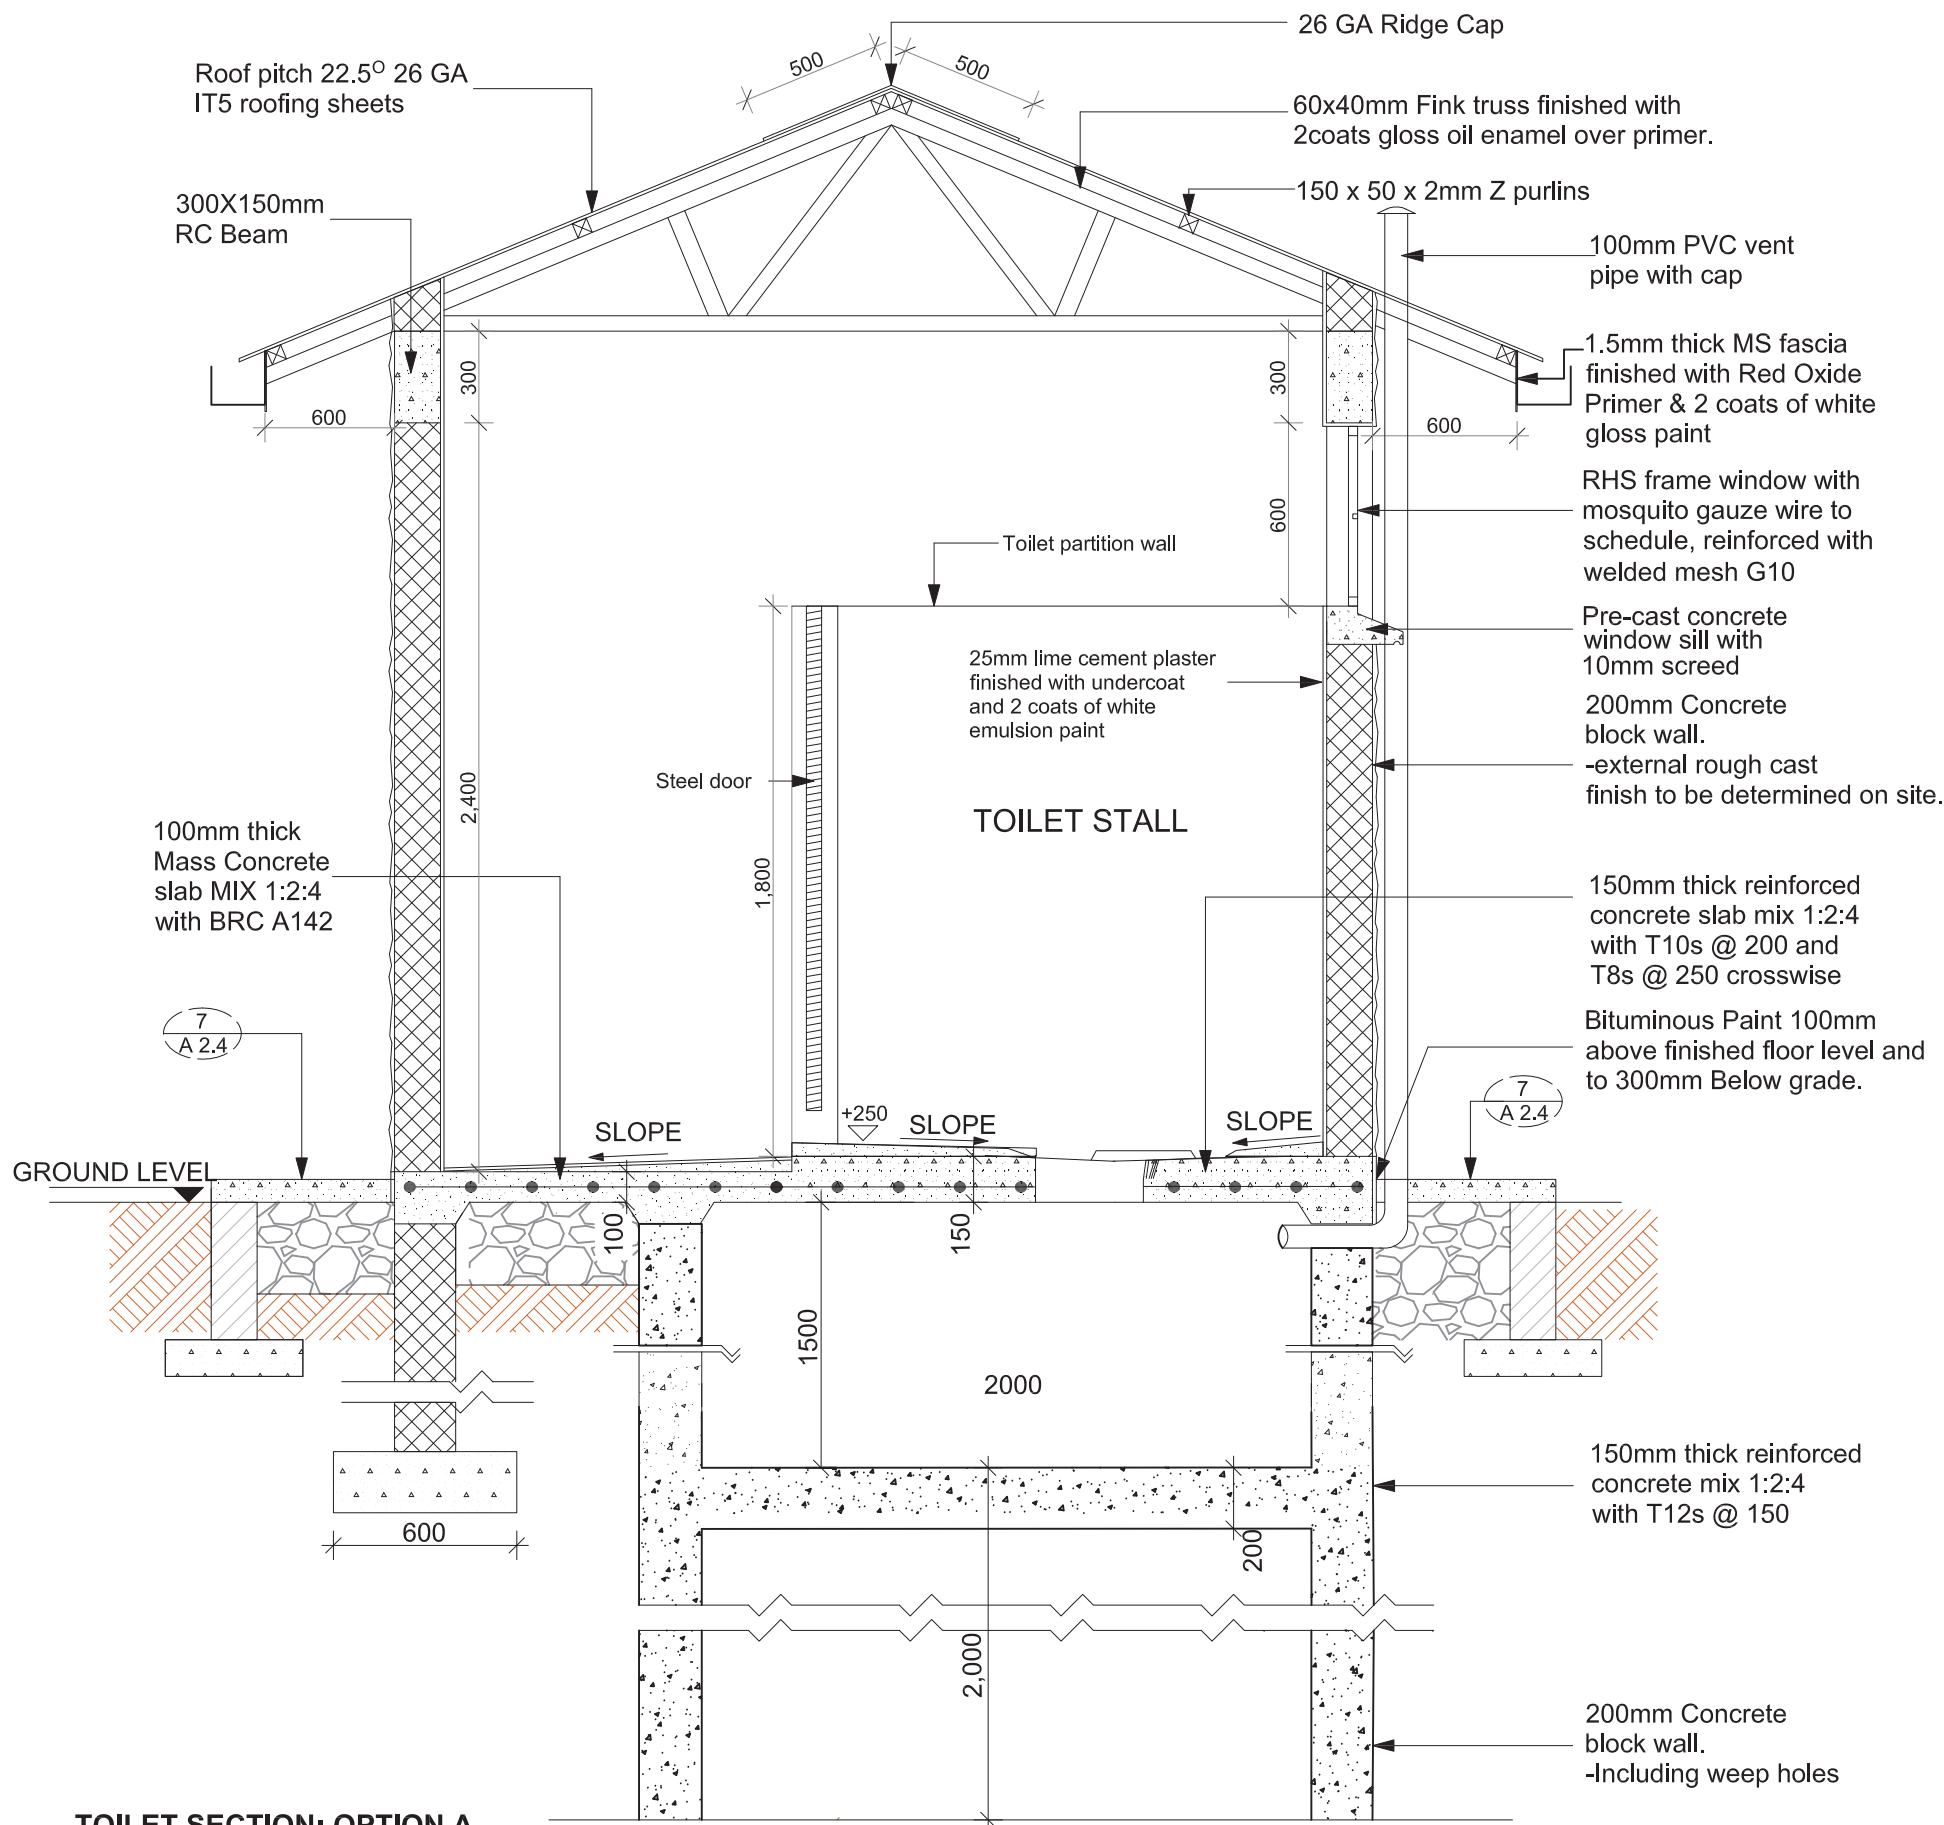 26 GA Ridge Cap
500
500
Roof pitch 22.5° 26 GA
IT5 roofing sheets
60x40mm Fink truss finished with
2coats gloss oil enamel over primer.
300X150mm
RC Beam
150 x 50 x 2mm Z purlins
100mm PVC vent
pipe with cap
1.5mm thick MS fascia
finished with Red Oxide
Primer & 2 coats of white
gloss paint
300
300
600
600
RHS frame window with
mosquito gauze wire to
schedule, reinforced with
welded mesh G10
600
Toilet partition wall
Pre-cast concrete
window sill with
10mm screed
25mm lime cement plaster
finished with undercoat
and 2 coats of white
emulsion paint
200mm Concrete
block wall.
-external rough cast
finish to be determined on site.
Steel door
2,400
TOILET STALL
100mm thick
Mass Concrete
slab MIX 1:2:4
with BRC A142
1,800
150mm thick reinforced
concrete slab mix 1:2:4
with T10s @ 200 and
T8s @ 250 crosswise
7
A 2.4
Bituminous Paint 100mm
above finished floor level and
to 300mm Below grade.
7
A 2.4
+250
SLOPE
SLOPE
SLOPE
GROUND LEVEL
100
150
1500
2000
150mm thick reinforced
concrete mix 1:2:4
with T12s @ 150
600
200
2,000
200mm Concrete
block wall.
-Including weep holes
TOILET SECTION: OPTION A